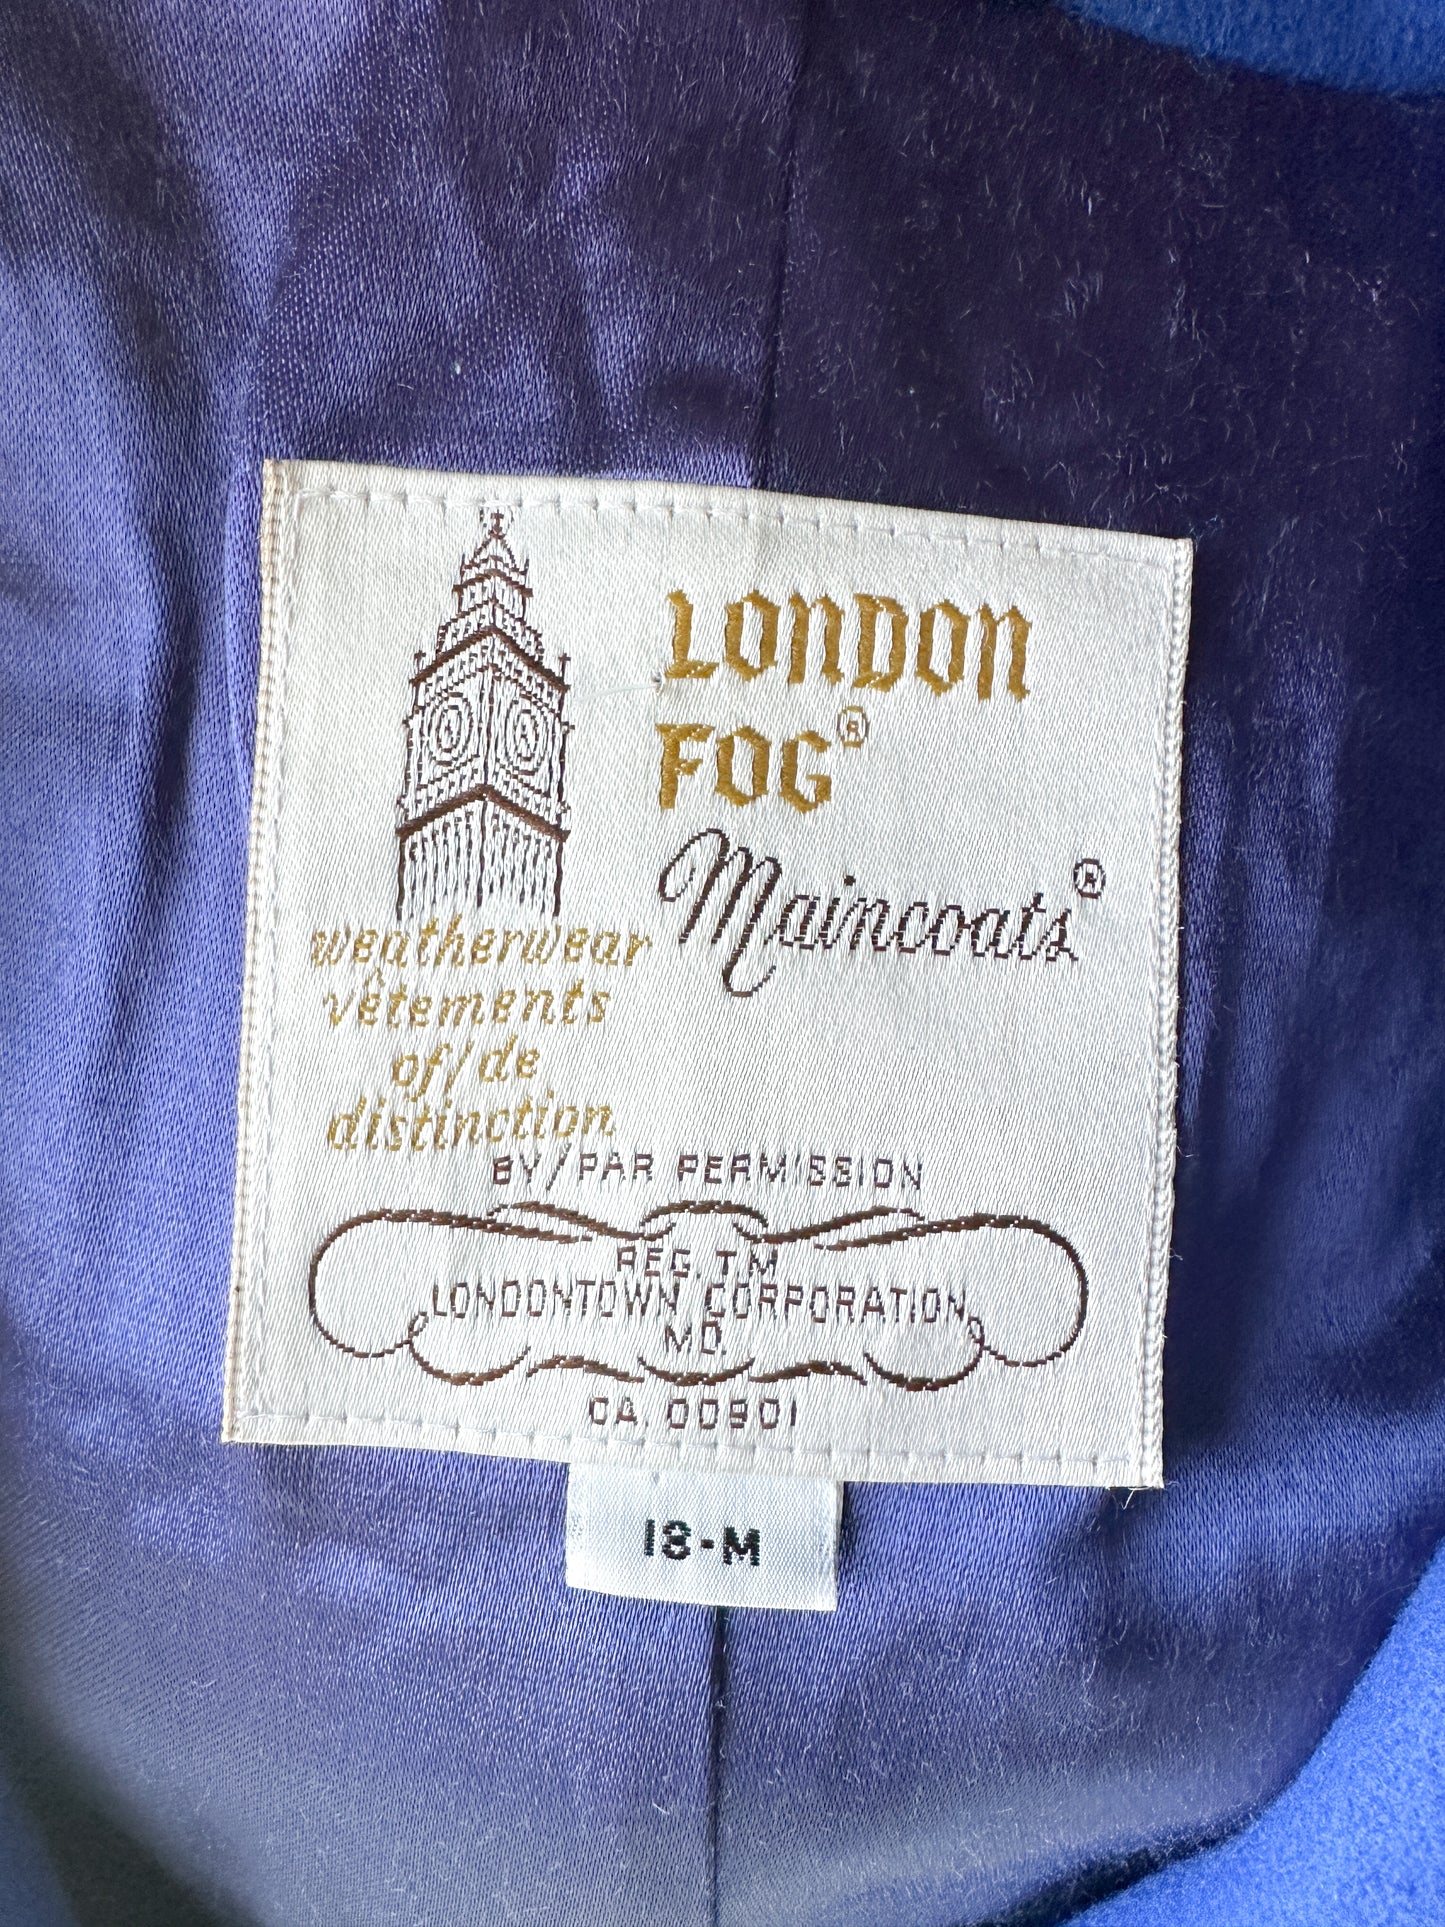 LONDON
FOG®
Maincoats®
weatherwear
vêtements
of/de
distinction
BY/PAR PERMISSION
REG. T.M
LONDONTOWN CORPORATION
MD.
CA. 00901
18-M